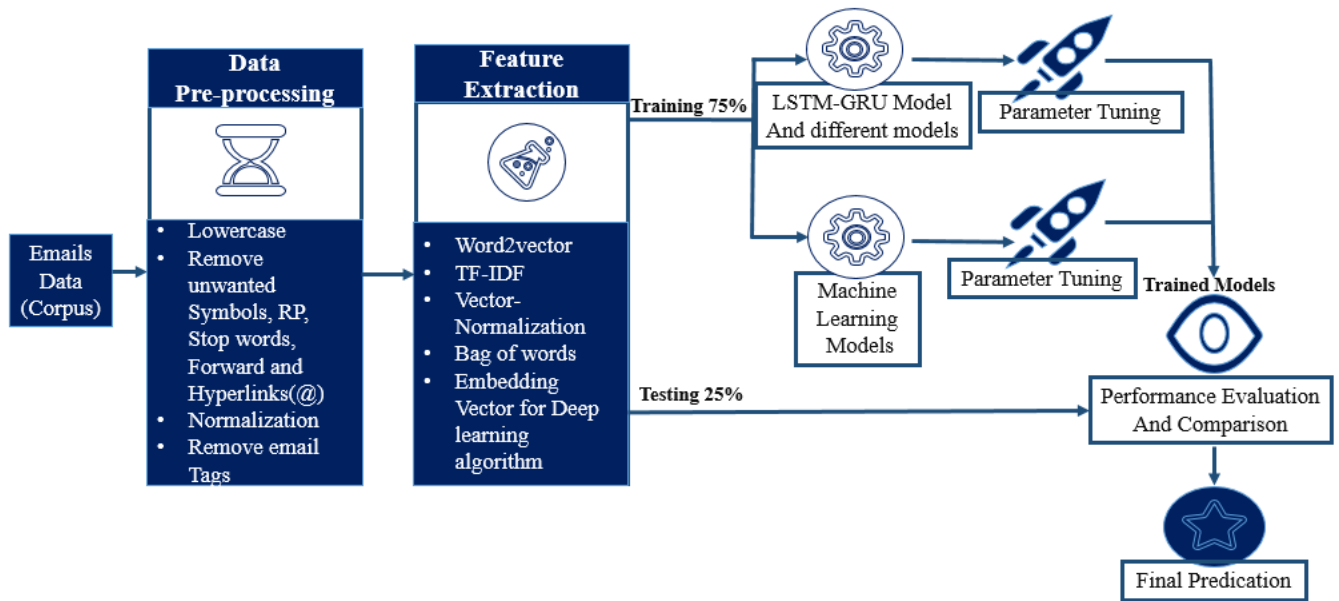 Emails
Data
(Corpus)
Data
Pre-processing
• Lowercase
• Remove
unwanted
Symbols, RP,
Stop words,
Forward and
Hyperlinks(@)
• Normalization
• Remove email
Tags
Feature
Extraction
• Word2vector
• TF-IDF
• Vector-
Normalization
• Bag of words
• Embedding
Vector for Deep
learning
algorithm
Training 75%
LSTM-GRU Model
And different models
Parameter Tuning
Machine
Learning
Models
Parameter Tuning
Trained Models
Testing 25%
Performance Evaluation
And Comparison
Final Predication